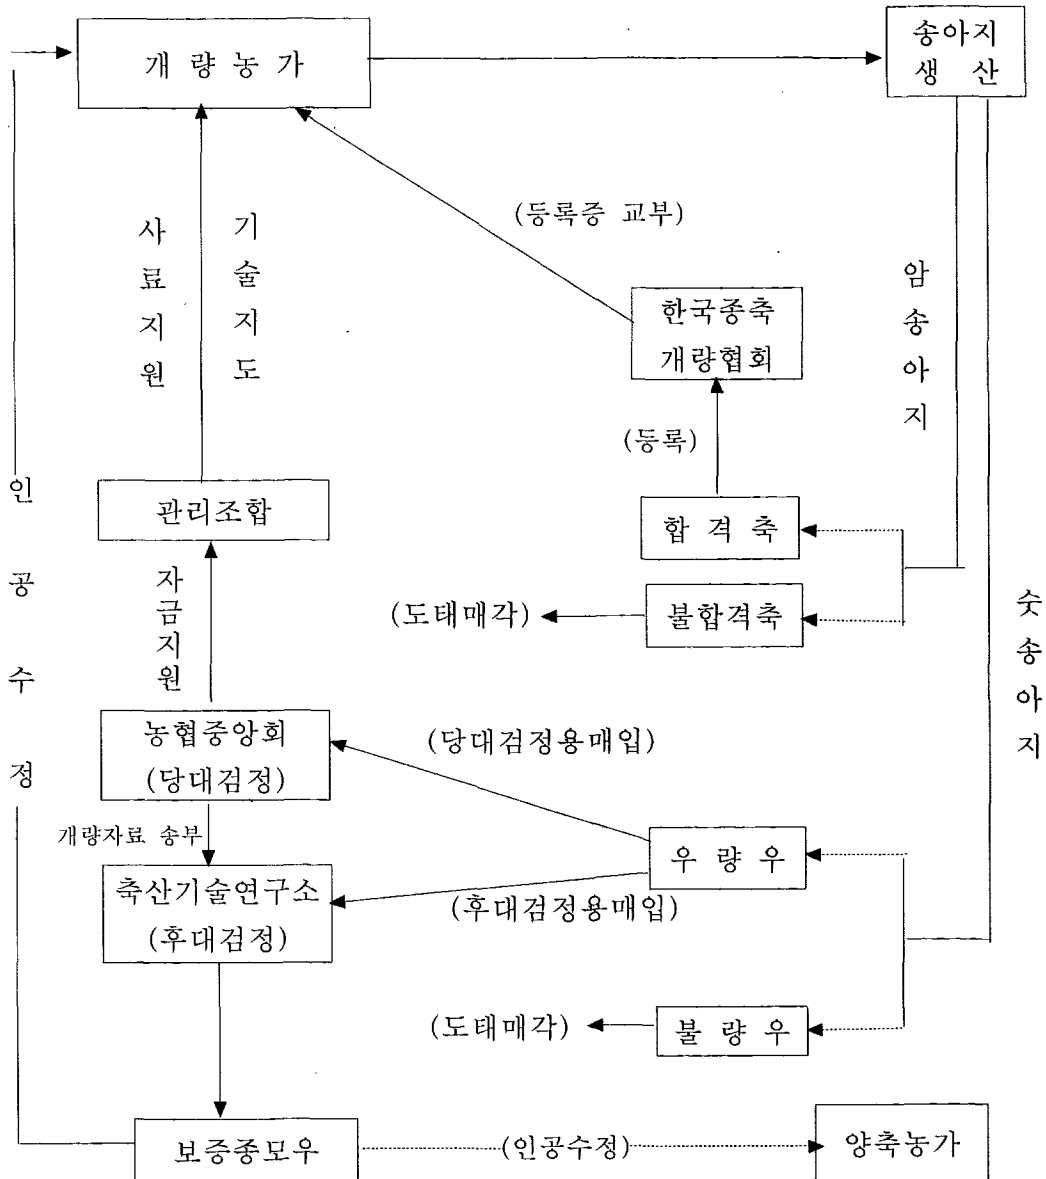 개 량 농 가
송아지
생 산
(등록증 교부)
사료지원
기술지도
암송아지
한국종축
개량협회
(등록)
인공수정
관리조합
합 격 축
자금지원
(도태매각)
불합격축
숫송아지
농협중앙회
(당대검정)
(당대검정용매입)
개량자료 송부
우 량 우
축산기술연구소
(후대검정)
(후대검정용매입)
(도태매각)
불 량 우
보증종모우
(인공수정)
양축농가